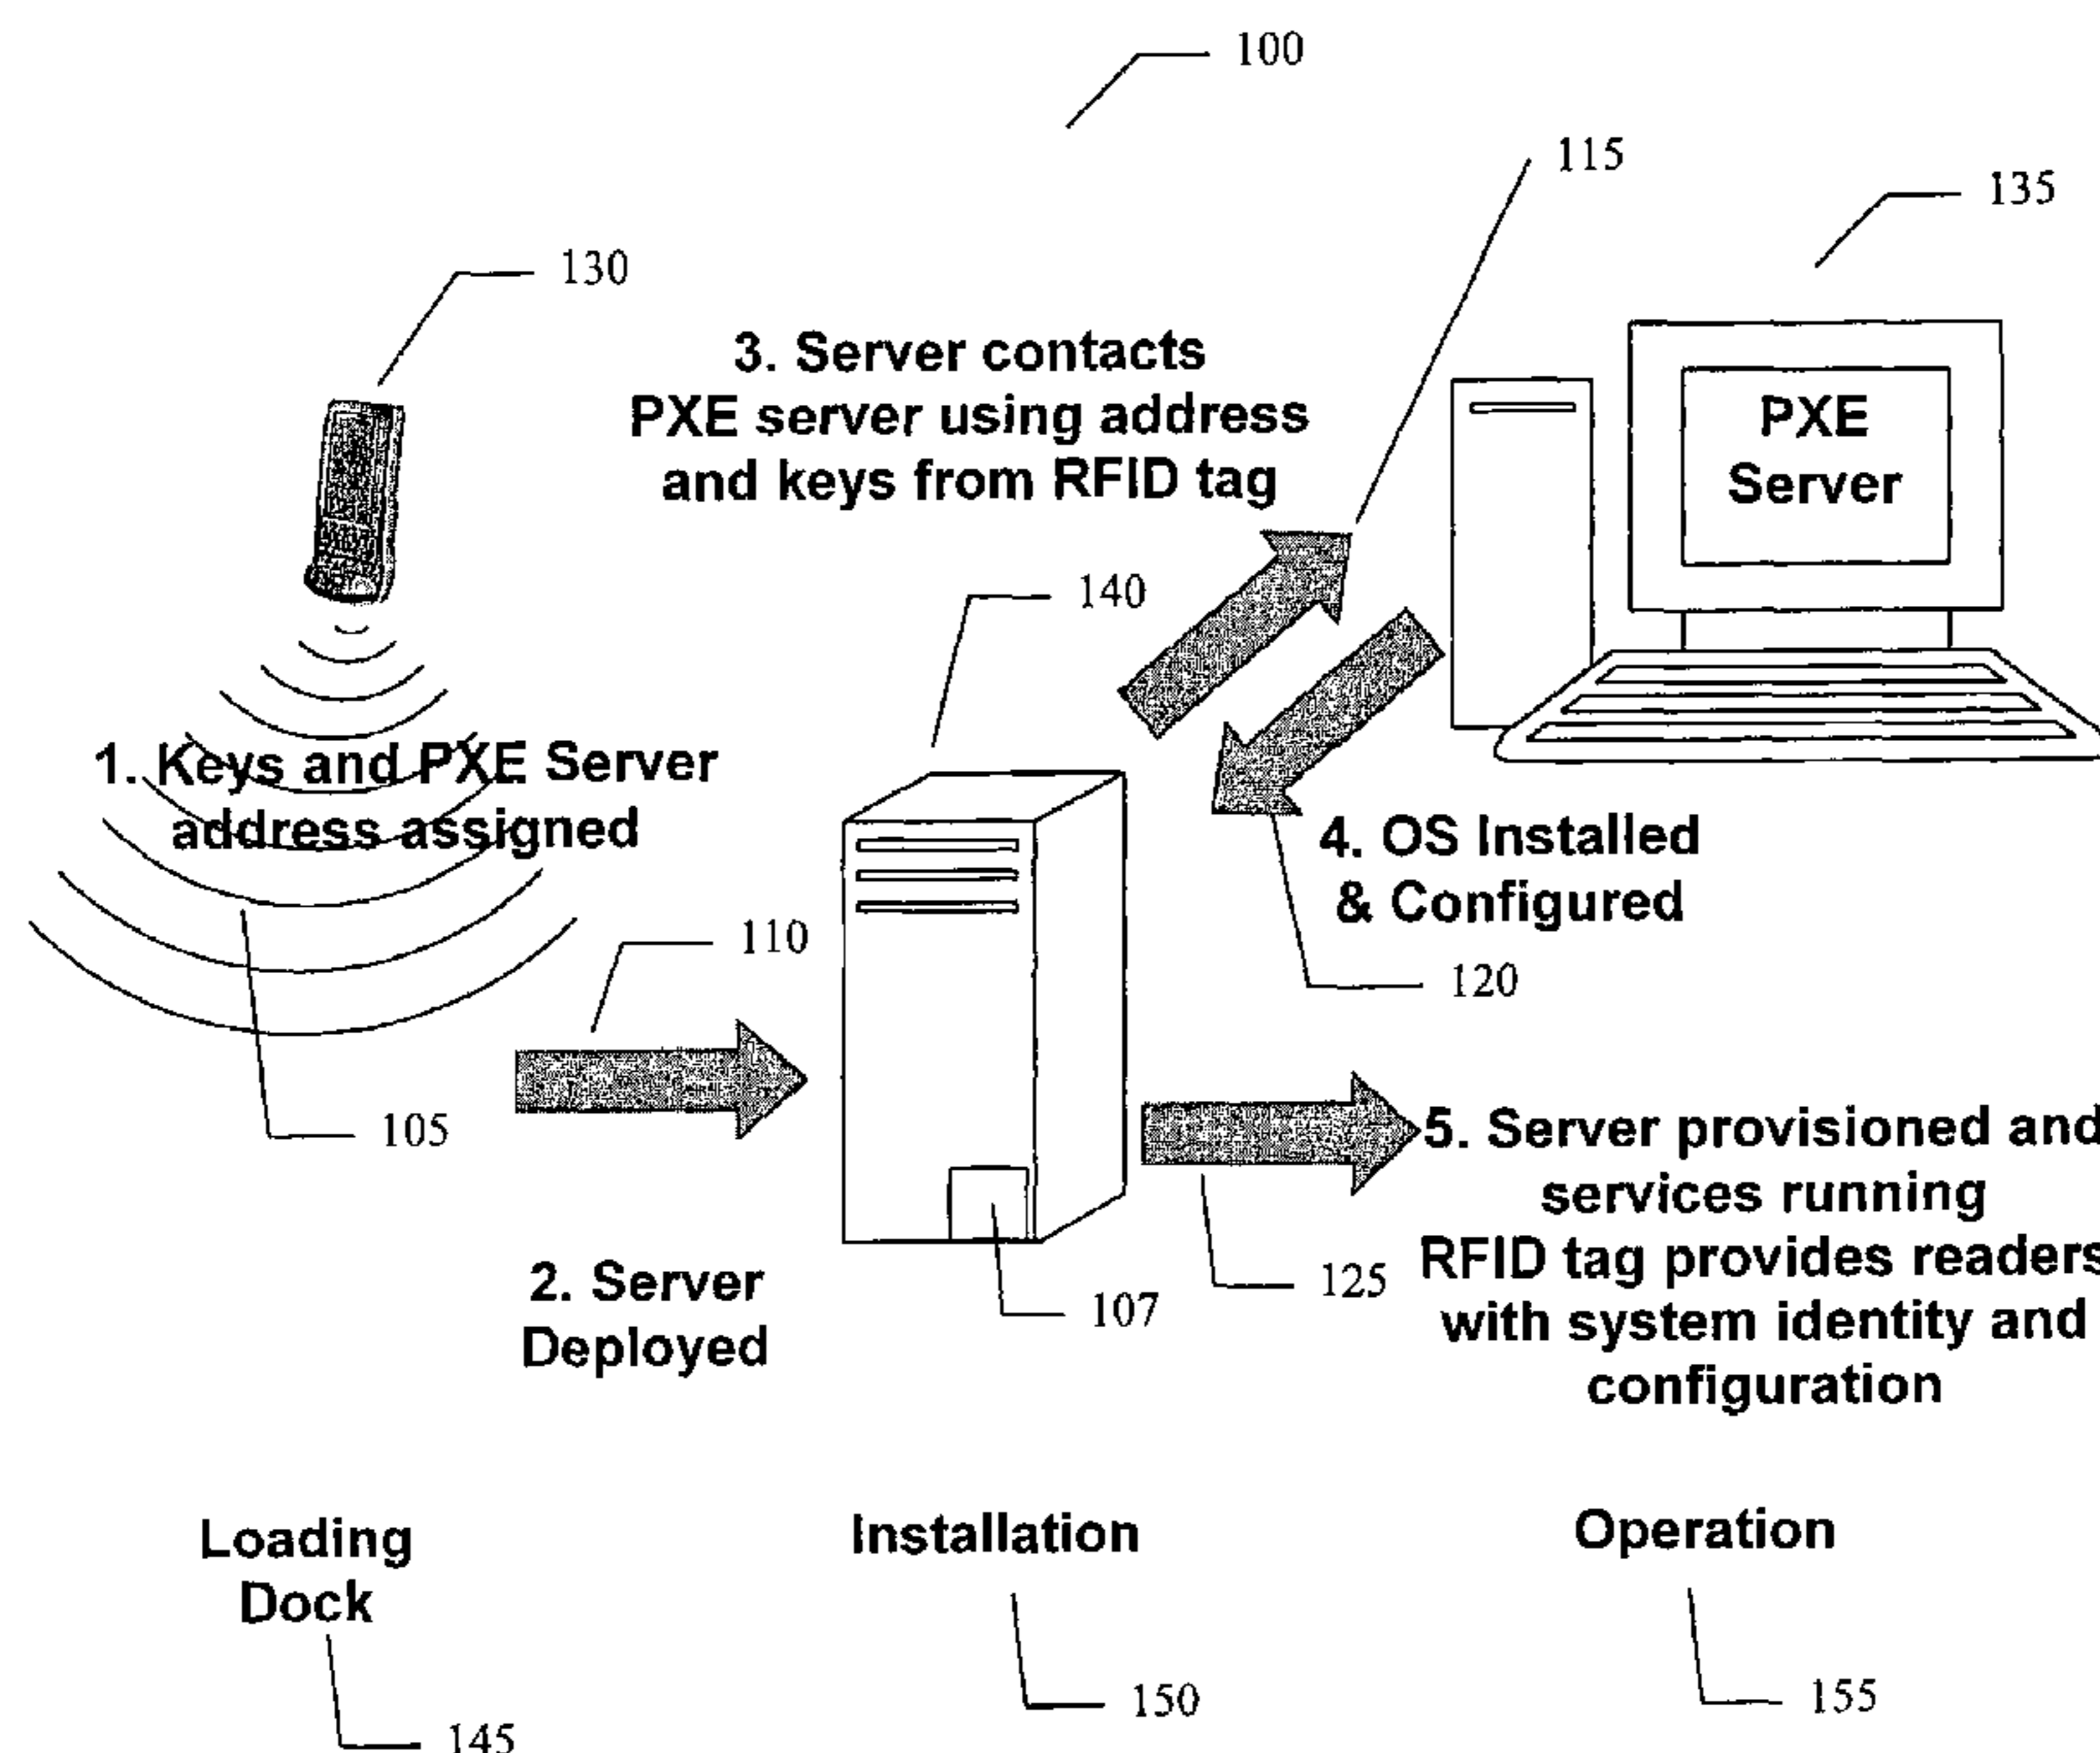 100
115
135
130
3. Server contacts
PXE server using address
and keys from RFID tag
PXE
Server
140
1. Keys and PXE Server
address assigned
4. OS Installed
& Configured
110
120
105
5. Server provisioned and
services running
RFID tag provides readers
with system identity and
configuration
2. Server
Deployed
107
125
Loading
Dock
Installation
Operation
145
150
155